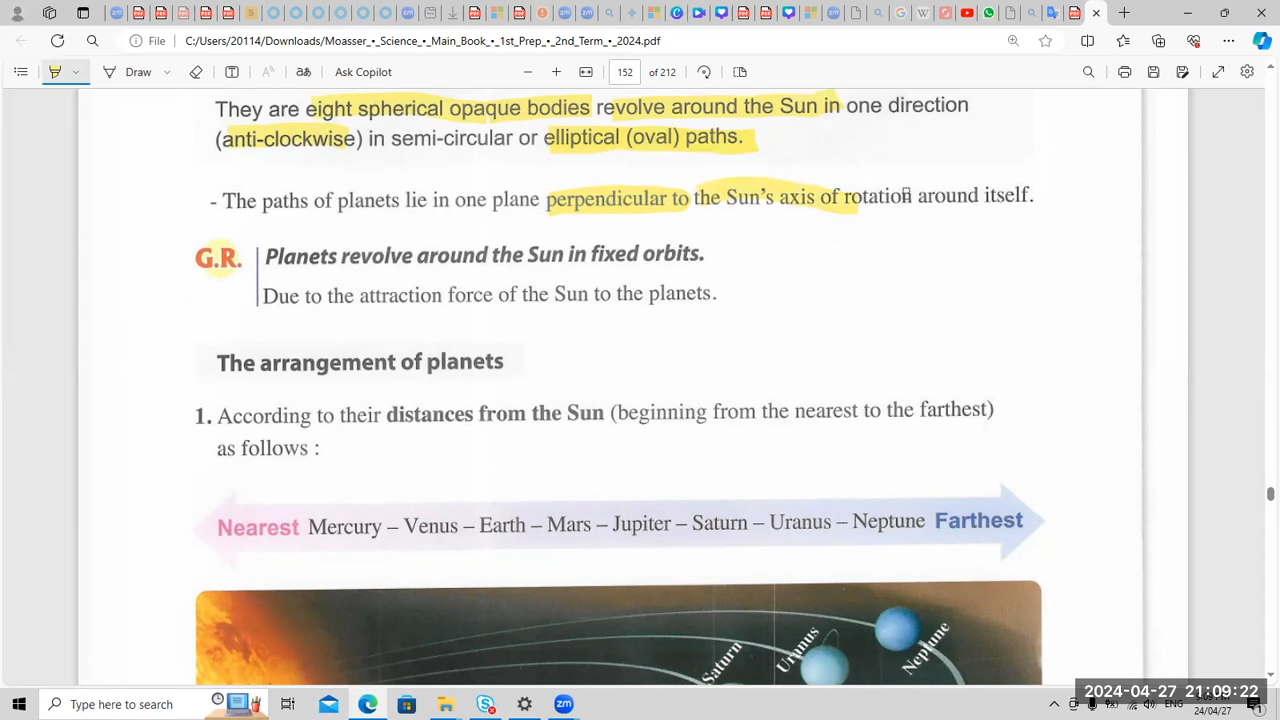 File C:/Users/20114/Downloads/Moasser_•_Science_•_Main_Book_•_1st_Prep_•_2nd_Term_•_2024.pdf
Draw Ask Copilot 152 of 212
They are eight spherical opaque bodies revolve around the Sun in one direction
(anti-clockwise) in semi-circular or elliptical (oval) paths.
- The paths of planets lie in one plane perpendicular to the Sun's axis of rotation around itself.
G.R. Planets revolve around the Sun in fixed orbits.
Due to the attraction force of the Sun to the planets.
The arrangement of planets
1. According to their distances from the Sun (beginning from the nearest to the farthest)
as follows :
Nearest Mercury – Venus – Earth – Mars – Jupiter – Saturn – Uranus – Neptune Farthest
Saturn
Uranus
Neptune
Type here to search
ENG
2024-04-27 21:09:22
24/04/27